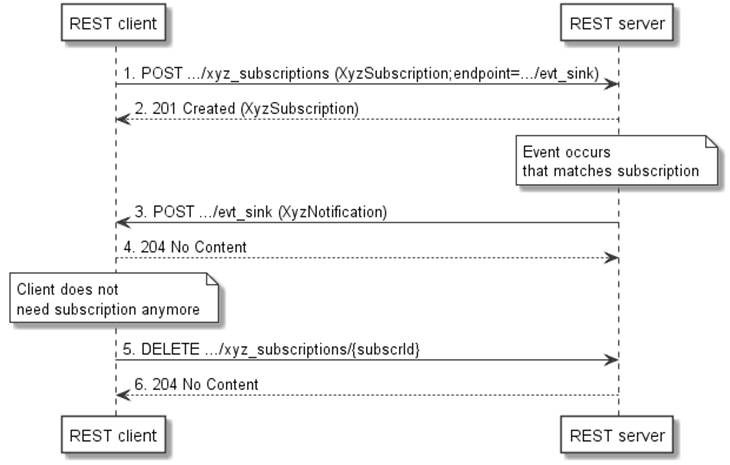 REST client
REST server
1. POST .../xyz_subscriptions (XyzSubscription;endpoint=.../evt_sink)
2. 201 Created (XyzSubscription)
Event occurs
that matches subscription
3. POST .../evt_sink (XyzNotification)
4. 204 No Content
Client does not
need subscription anymore
5. DELETE .../xyz_subscriptions/{subscrId}
6. 204 No Content
REST client
REST server